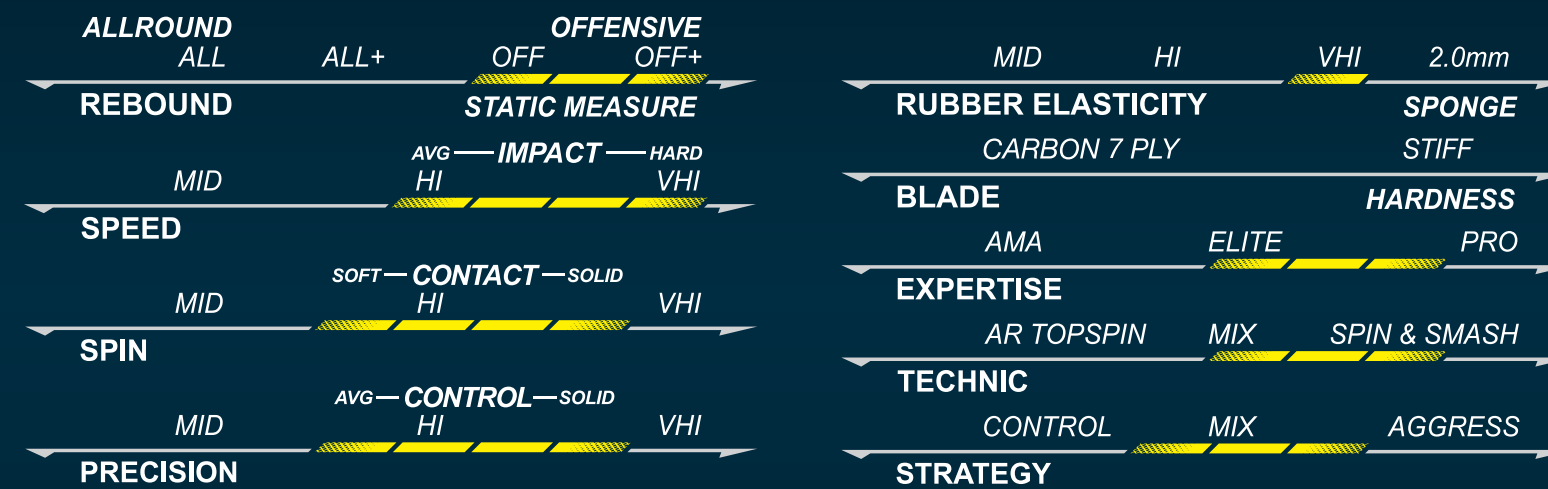 ALLROUND OFFENSIVE
ALL ALL+ OFF OFF+
REBOUND STATIC MEASURE
AVG IMPACT HARD
MID HI VHI
SPEED
SOFT CONTACT SOLID
MID HI VHI
SPIN
AVG CONTROL SOLID
MID HI VHI
PRECISION
MID HI VHI 2.0mm
RUBBER ELASTICITY SPONGE
CARBON 7 PLY STIFF
BLADE HARDNESS
AMA ELITE PRO
EXPERTISE
AR TOPSPIN MIX SPIN & SMASH
TECHNIC
CONTROL MIX AGGRESS
STRATEGY